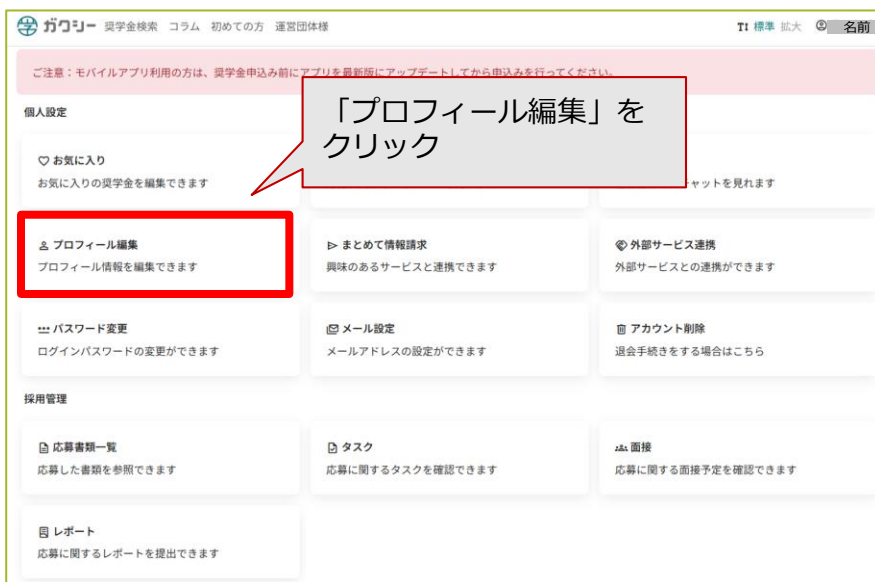 ガクシー 奨学金検索 コラム 初めての方 運営団体様 標準 拡大 名前
ご注意：モバイルアプリ利用の方は、奨学金申込み前にアプリを最新版にアップデートしてから申込みを行ってください。
個人設定
「プロフィール編集」を
クリック
お気に入り
お気に入りの奨学金を編集できます
ャットを見れます
プロフィール編集 まとめて情報請求 外部サービス連携
プロフィール情報を編集できます 興味のあるサービスと連携できます 外部サービスとの連携ができます
パスワード変更 メール設定 アカウント削除
ログインパスワードの変更ができます メールアドレスの設定ができます 退会手続きをする場合はこちら
採用管理
応募書類一覧 タスク 面接
応募した書類を参照できます 応募に関するタスクを確認できます 応募に関する面接予定を確認できます
レポート
応募に関するレポートを提出できます